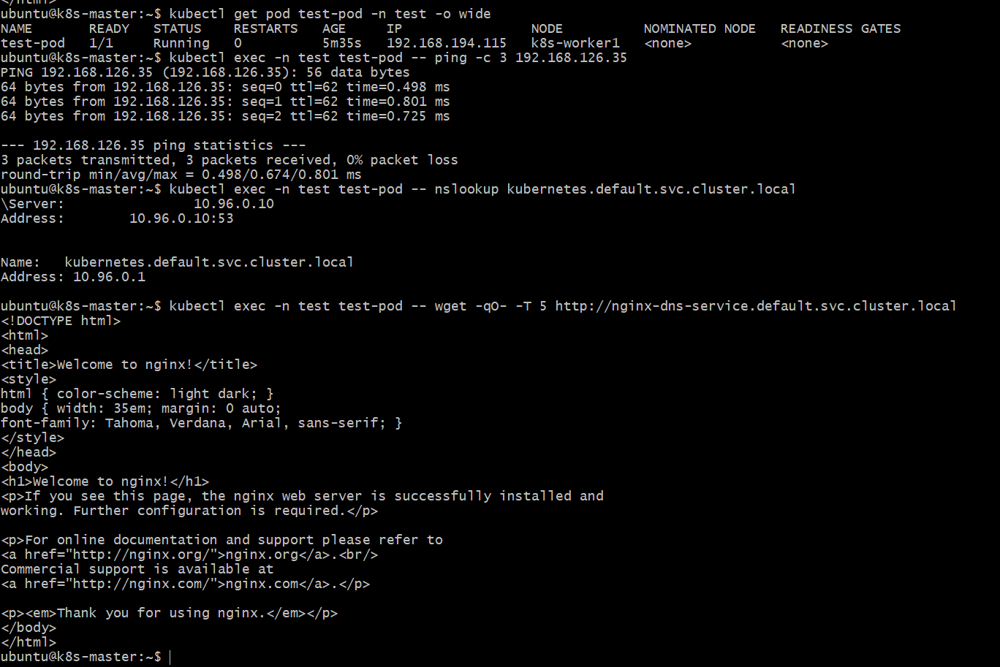 </html>
ubuntu@k8s-master:~$ kubectl get pod test-pod -n test -o wide
NAME       READY   STATUS    RESTARTS   AGE     IP                NODE          NOMINATED NODE   READINESS GATES
test-pod   1/1     Running   0          5m35s   192.168.194.115   k8s-worker1   <none>           <none>
ubuntu@k8s-master:~$ kubectl exec -n test test-pod -- ping -c 3 192.168.126.35
PING 192.168.126.35 (192.168.126.35): 56 data bytes
64 bytes from 192.168.126.35: seq=0 ttl=62 time=0.498 ms
64 bytes from 192.168.126.35: seq=1 ttl=62 time=0.801 ms
64 bytes from 192.168.126.35: seq=2 ttl=62 time=0.725 ms
--- 192.168.126.35 ping statistics ---
3 packets transmitted, 3 packets received, 0% packet loss
round-trip min/avg/max = 0.498/0.674/0.801 ms
ubuntu@k8s-master:~$ kubectl exec -n test test-pod -- nslookup kubernetes.default.svc.cluster.local
\Server:                10.96.0.10
Address:        10.96.0.10:53
Name:   kubernetes.default.svc.cluster.local
Address: 10.96.0.1
ubuntu@k8s-master:~$ kubectl exec -n test test-pod -- wget -qO- -T 5 http://nginx-dns-service.default.svc.cluster.local
<!DOCTYPE html>
<html>
<head>
<title>Welcome to nginx!</title>
<style>
html { color-scheme: light dark; }
body { width: 35em; margin: 0 auto;
font-family: Tahoma, Verdana, Arial, sans-serif; }
</style>
</head>
<body>
<h1>Welcome to nginx!</h1>
<p>If you see this page, the nginx web server is successfully installed and
working. Further configuration is required.</p>
<p>For online documentation and support please refer to
<a href="http://nginx.org/">nginx.org</a>.<br/>
Commercial support is available at
<a href="http://nginx.com/">nginx.com</a>.</p>
<p><em>Thank you for using nginx.</em></p>
</body>
</html>
ubuntu@k8s-master:~$